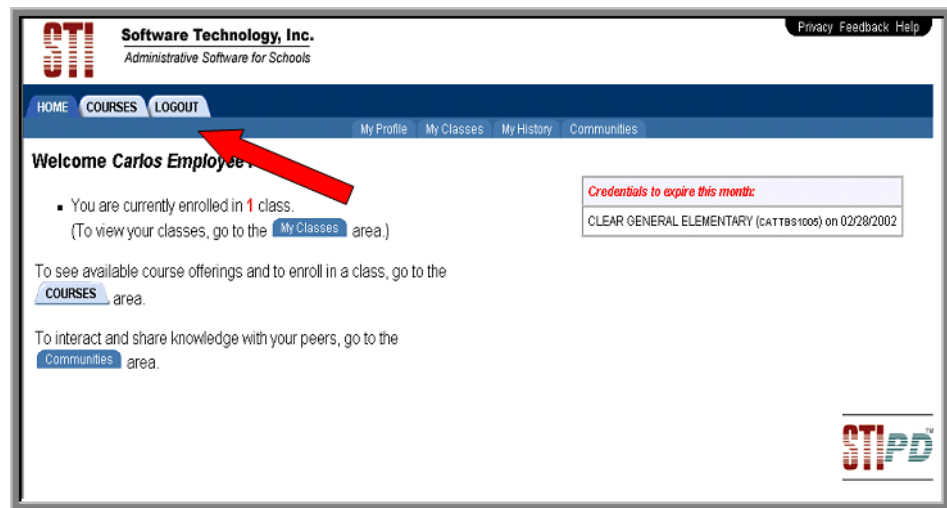 STI
Software Technology, Inc.
Administrative Software for Schools
Privacy Feedback Help
HOME COURSES LOGOUT
My Profile My Classes My History Communities
Welcome Carlos Employee
Credentials to expire this month:
CLEAR GENERAL ELEMENTARY (CATTBS1005) on 02/28/2002
You are currently enrolled in 1 class.
(To view your classes, go to the My Classes area.)
To see available course offerings and to enroll in a class, go to the
COURSES area.
To interact and share knowledge with your peers, go to the
Communities area.
STIPD™